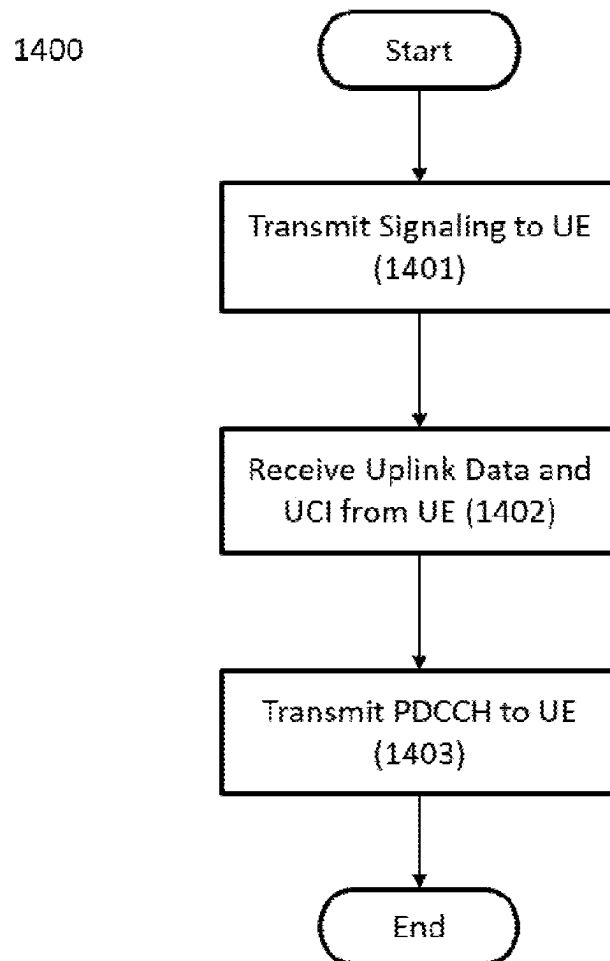 1400
Start
Transmit Signaling to UE
(1401)
Receive Uplink Data and
UCI from UE (1402)
Transmit PDCCH to UE
(1403)
End